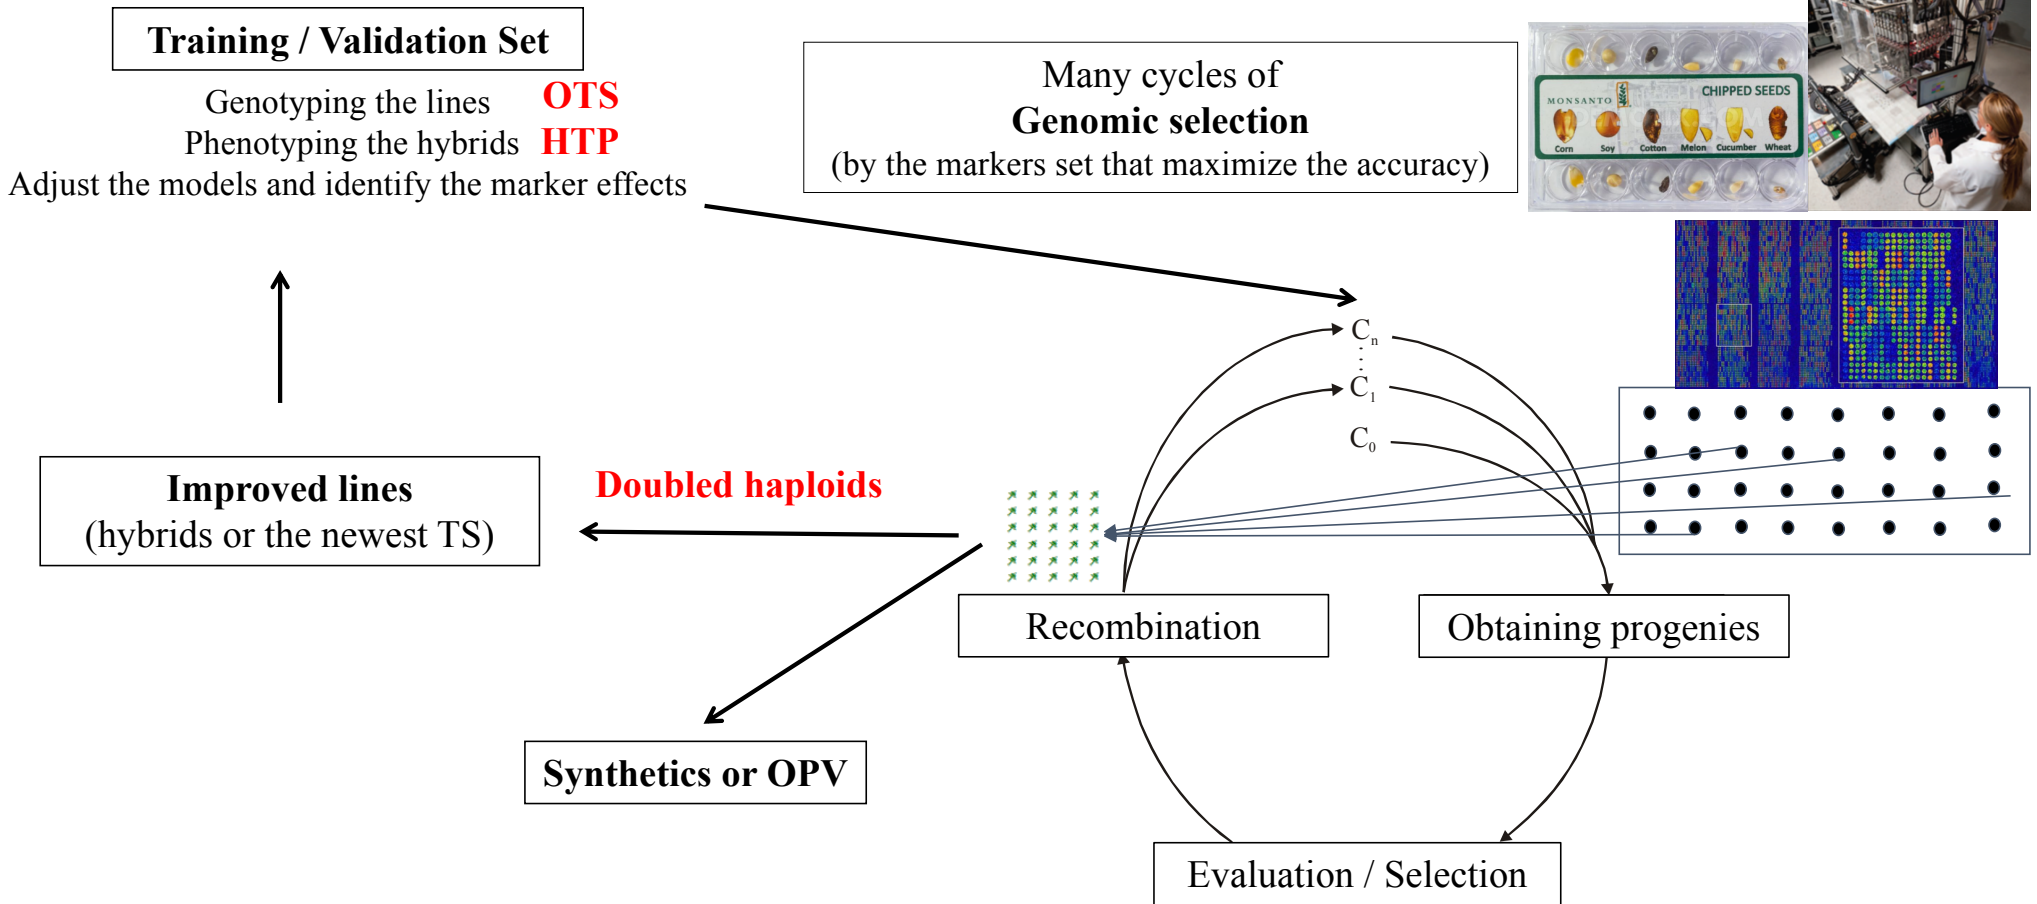 Training / Validation Set
Genotyping the lines OTS
Phenotyping the hybrids HTP
Adjust the models and identify the marker effects
Many cycles of
Genomic selection
(by the markers set that maximize the accuracy)
CHIPPED SEEDS
MONSANTO
Corn Soy Cotton Melon Cucumber Wheat
Cn
C1
C0
Improved lines
(hybrids or the newest TS)
Doubled haploids
Recombination
Obtaining progenies
Synthetics or OPV
Evaluation / Selection